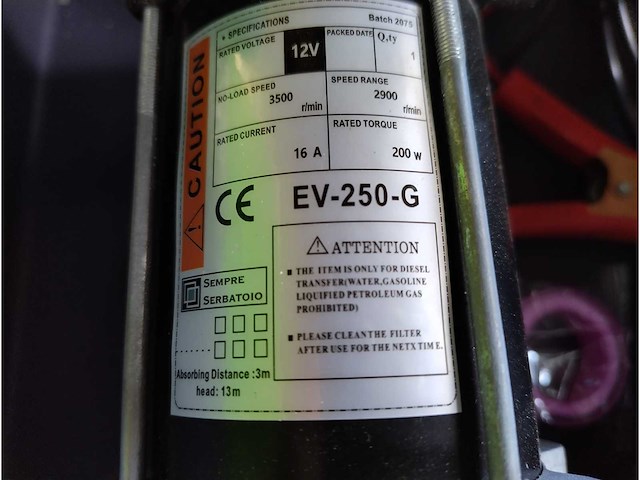 + SPECIFICATIONS
Batch 2075
RATED VOLTAGE
12V
PACKED DATE
Q,ty
1
NO-LOAD SPEED
3500
r/min
SPEED RANGE
2900
r/min
RATED CURRENT
16 A
RATED TORQUE
200 w
CAUTION
CE
EV-250-G
ATTENTION
THE ITEM IS ONLY FOR DIESEL
TRANSFER(WATER,GASOLINE
LIQUIFIED PETROLEUM GAS
PROHIBITED)
PLEASE CLEANTHE FILTER
AFTER USE FOR THE NETX TIME.
SEMPRE
SERBATOIO
Absorbing Distance :3m
head: 13m